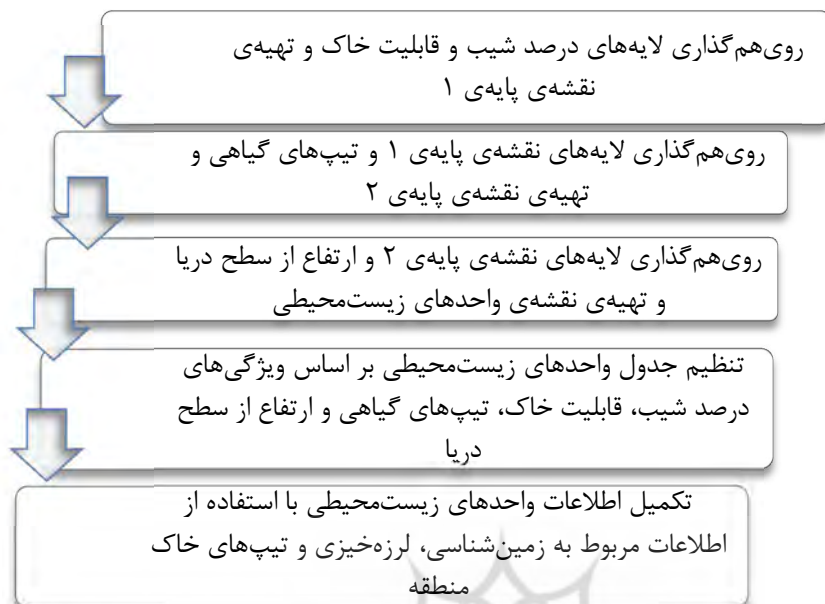 روی‌هم‌گذاری لایه‌های درصد شیب و قابلیت خاک و تهیه‌ی
نقشه‌ی پایه‌ی ۱
روی‌هم‌گذاری لایه‌های نقشه‌ی پایه‌ی ۱ و تیپ‌های گیاهی و
تهیه‌ی نقشه‌ی پایه‌ی ۲
روی‌هم‌گذاری لایه‌های نقشه‌ی پایه‌ی ۲ و ارتفاع از سطح دریا
و تهیه‌ی نقشه‌ی واحدهای زیست‌محیطی
تنظیم جدول واحدهای زیست‌محیطی بر اساس ویژگی‌های
درصد شیب، قابلیت خاک، تیپ‌های گیاهی و ارتفاع از سطح
دریا
تکمیل اطلاعات واحدهای زیست‌محیطی با استفاده از
اطلاعات مربوط به زمین‌شناسی، لرزه‌خیزی و تیپ‌های خاک
منطقه